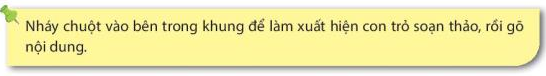 Nháy chuột vào bên trong khung để làm xuất hiện con trỏ soạn thảo, rồi gõ
nội dung.